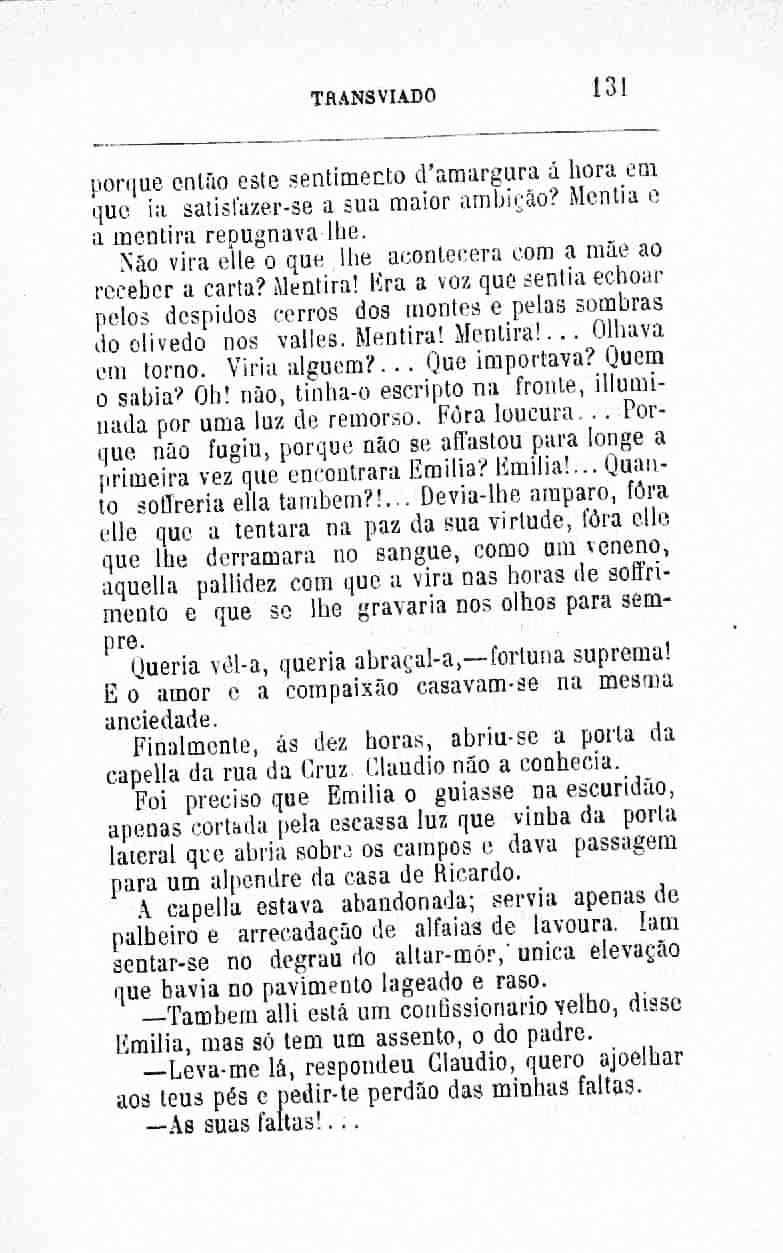 TRANSVIADO 131
porque então este sentimento d'amargura á hora em
que ia satisfazer-se a sua maior ambição? Mentia e
a mentira repugnava-lhe.
Não vira elle o que lhe acontecera com a mãe ao
receber a carta? Mentira! Era a voz que sentia echoar
pelos despidos cerros dos montes e pelas sombras
do olivedo nos valles. Mentira! Mentira!... Olhava
em torno. Viria alguem?... Que importava? Quem
o sabia? Oh! não, tinha-o escripto na fronte, illumi-
nada por uma luz de remorso. Fôra loucura... Por-
que não fugiu, porque não se affastou para longe a
primeira vez que encontrara Emilia? Emilia!... Quan-
to soffreria ella tambem?!... Devia-lhe amparo, fôra
elle que a tentara na paz da sua virtude, fôra elle
que lhe derramara no sangue, como um veneno,
aquella pallidez com que a vira nas horas de soffri-
mento e que se lhe gravaria nos olhos para sem-
pre.
Queria vêl-a, queria abraçal-a,—fortuna suprema!
E o amor e a compaixão casavam-se na mesma
anciedade.
Finalmente, ás dez horas, abriu-se a porta da
capella da rua da Cruz. Claudio não a conhecia.
Foi preciso que Emilia o guiasse na escuridão,
apenas cortada pela escassa luz que vinha da porta
lateral que abria sobre os campos e dava passagem
para um alpendre da casa de Ricardo.
A capella estava abandonada; servia apenas de
palheiro e arrecadação de alfaias de lavoura. Iam
sentar-se no degrau do altar-mór, unica elevação
que havia no pavimento lageado e raso.
—Tambem alli está um confissionario velho, disse
Emilia, mas só tem um assento, o do padre.
—Leva-me lá, respondeu Claudio, quero ajoelhar
aos teus pés e pedir-te perdão das minhas faltas.
—As suas faltas!...